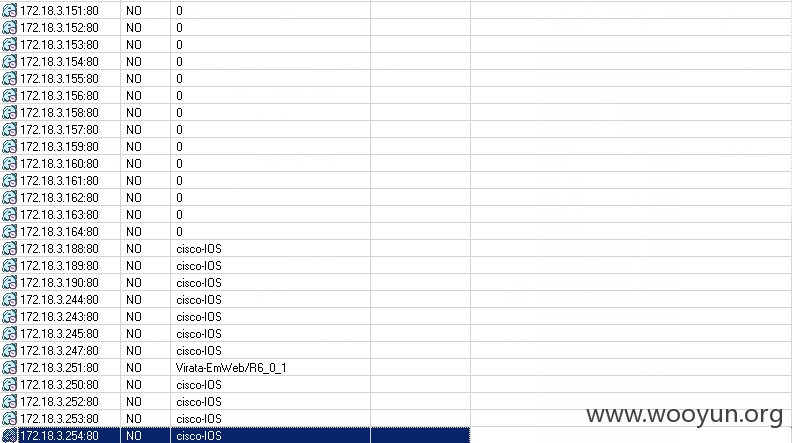 172.18.3.151:80 NO 0
172.18.3.152:80 NO 0
172.18.3.153:80 NO 0
172.18.3.154:80 NO 0
172.18.3.155:80 NO 0
172.18.3.156:80 NO 0
172.18.3.158:80 NO 0
172.18.3.157:80 NO 0
172.18.3.159:80 NO 0
172.18.3.160:80 NO 0
172.18.3.161:80 NO 0
172.18.3.162:80 NO 0
172.18.3.163:80 NO 0
172.18.3.164:80 NO 0
172.18.3.188:80 NO cisco-IOS
172.18.3.189:80 NO cisco-IOS
172.18.3.190:80 NO cisco-IOS
172.18.3.244:80 NO cisco-IOS
172.18.3.243:80 NO cisco-IOS
172.18.3.245:80 NO cisco-IOS
172.18.3.247:80 NO cisco-IOS
172.18.3.251:80 NO Virata-EmWeb/R6_0_1
172.18.3.250:80 NO cisco-IOS
172.18.3.252:80 NO cisco-IOS
172.18.3.253:80 NO cisco-IOS
172.18.3.254:80 NO cisco-IOS
www.wooyun.org